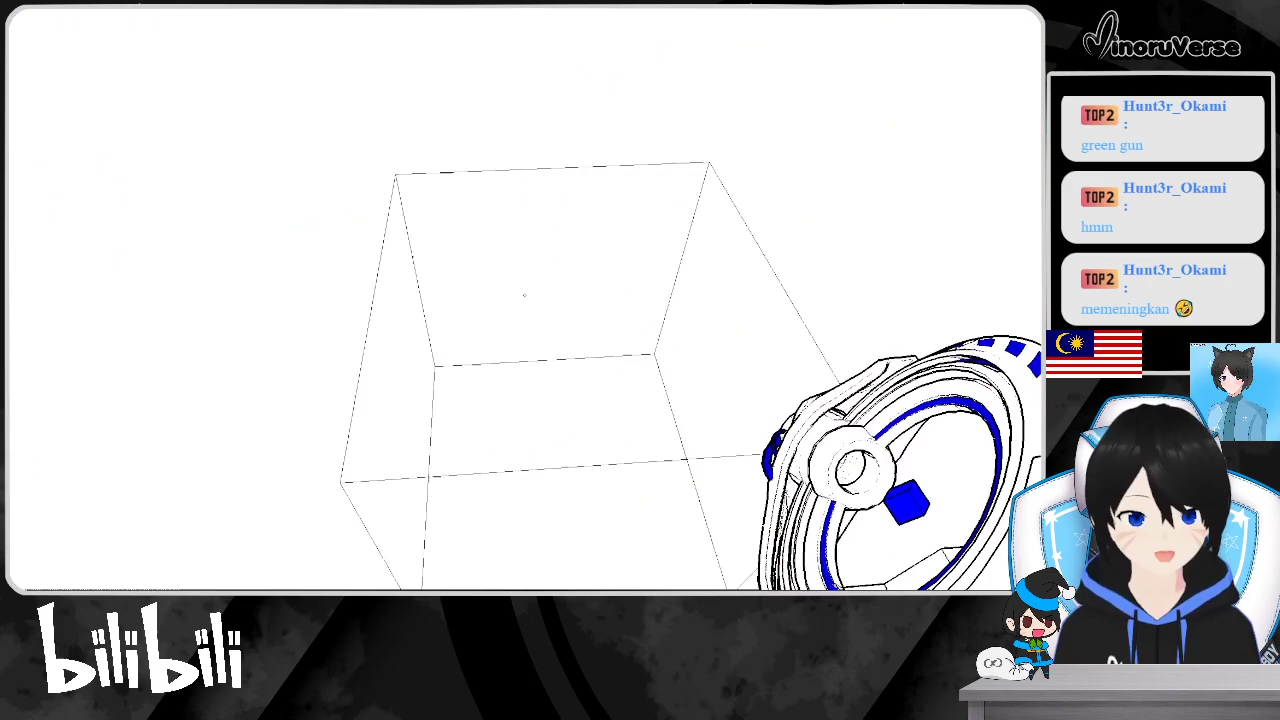 MinoruVerse
TOP2 Hunt3r_Okami
:
green gun
TOP2 Hunt3r_Okami
:
hmm
TOP2 Hunt3r_Okami
:
memeningkan 🤣
bilibili